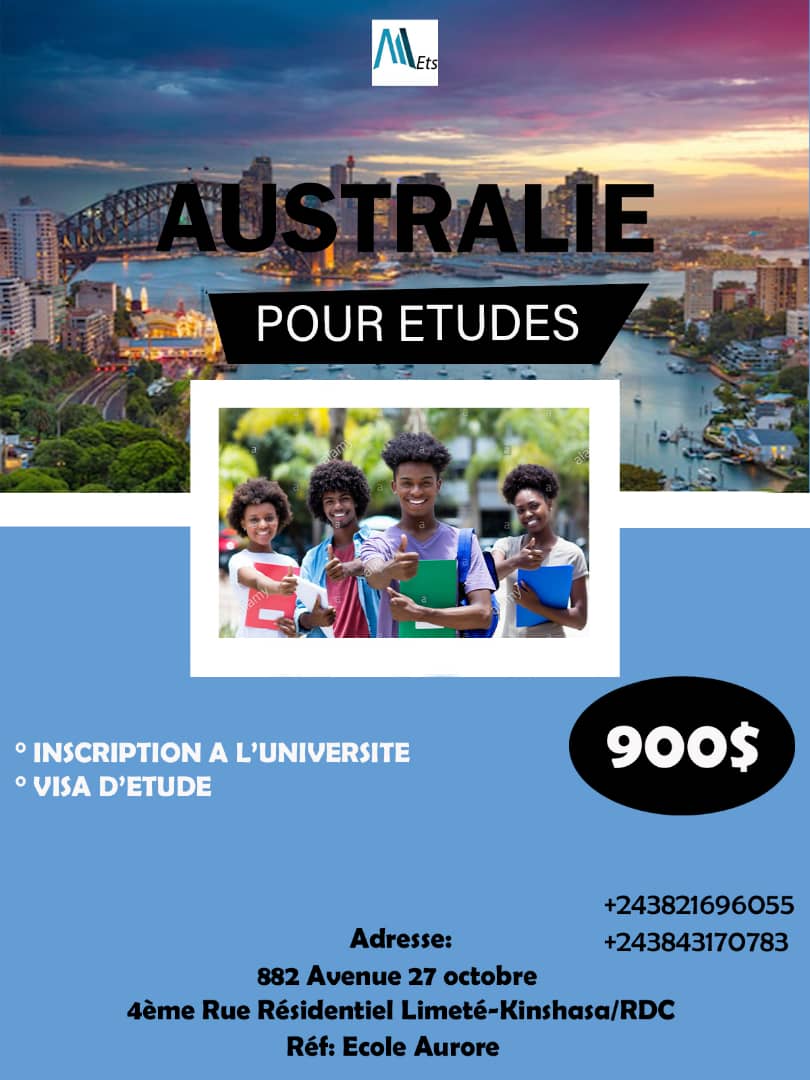 Ets
AUSTRALIE
POUR ETUDES
a
alamy
° INSCRIPTION A L’UNIVERSITE
° VISA D’ETUDE
900$
+243821696055
+243843170783
Adresse:
882 Avenue 27 octobre
4ème Rue Résidentiel Limeté-Kinshasa/RDC
Réf: Ecole Aurore